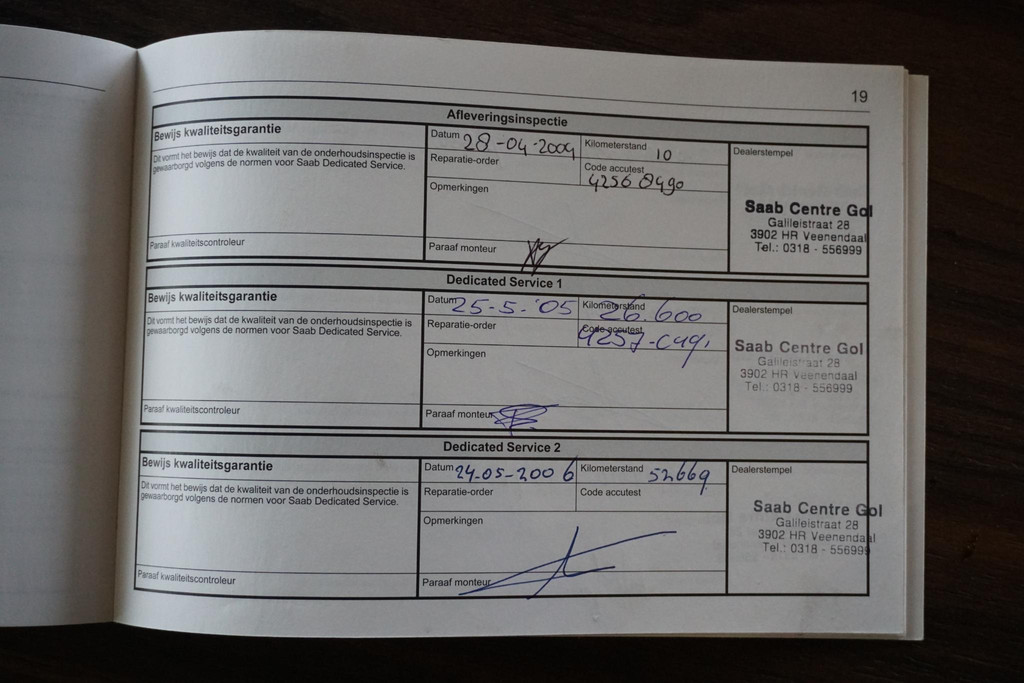 19
Afleveringsinspectie
Bewijs kwaliteitsgarantie
Dit vormt het bewijs dat de kwaliteit van de onderhoudsinspectie is
gewaarborgd volgens de normen voor Saab Dedicated Service.
Paraaf kwaliteitscontroleur
Datum 28-04-2004
Kilometerstand 10
Reparatie-order
Code accutest
4256 0490
Opmerkingen
Paraaf monteur
Dealerstempel
Saab Centre Gol
Galileistraat 28
3902 HR Veenendaal
Tel.: 0318 - 556999
Dedicated Service 1
Bewijs kwaliteitsgarantie
Dit vormt het bewijs dat de kwaliteit van de onderhoudsinspectie is
gewaarborgd volgens de normen voor Saab Dedicated Service.
Paraaf kwaliteitscontroleur
Datum 25-5-'05
Kilometerstand 26.600
Reparatie-order
Code accutest
Opmerkingen
Paraaf monteur
Dealerstempel
Saab Centre Gol
Galileistraat 28
3902 HR Veenendaal
Tel.: 0318 - 556999
Dedicated Service 2
Bewijs kwaliteitsgarantie
Dit vormt het bewijs dat de kwaliteit van de onderhoudsinspectie is
gewaarborgd volgens de normen voor Saab Dedicated Service.
Paraaf kwaliteitscontroleur
Datum 24-05-2006
Kilometerstand 52669
Reparatie-order
Code accutest
Opmerkingen
Paraaf monteur
Dealerstempel
Saab Centre Gol
Galileistraat 28
3902 HR Veenendaal
Tel.: 0318 - 556999